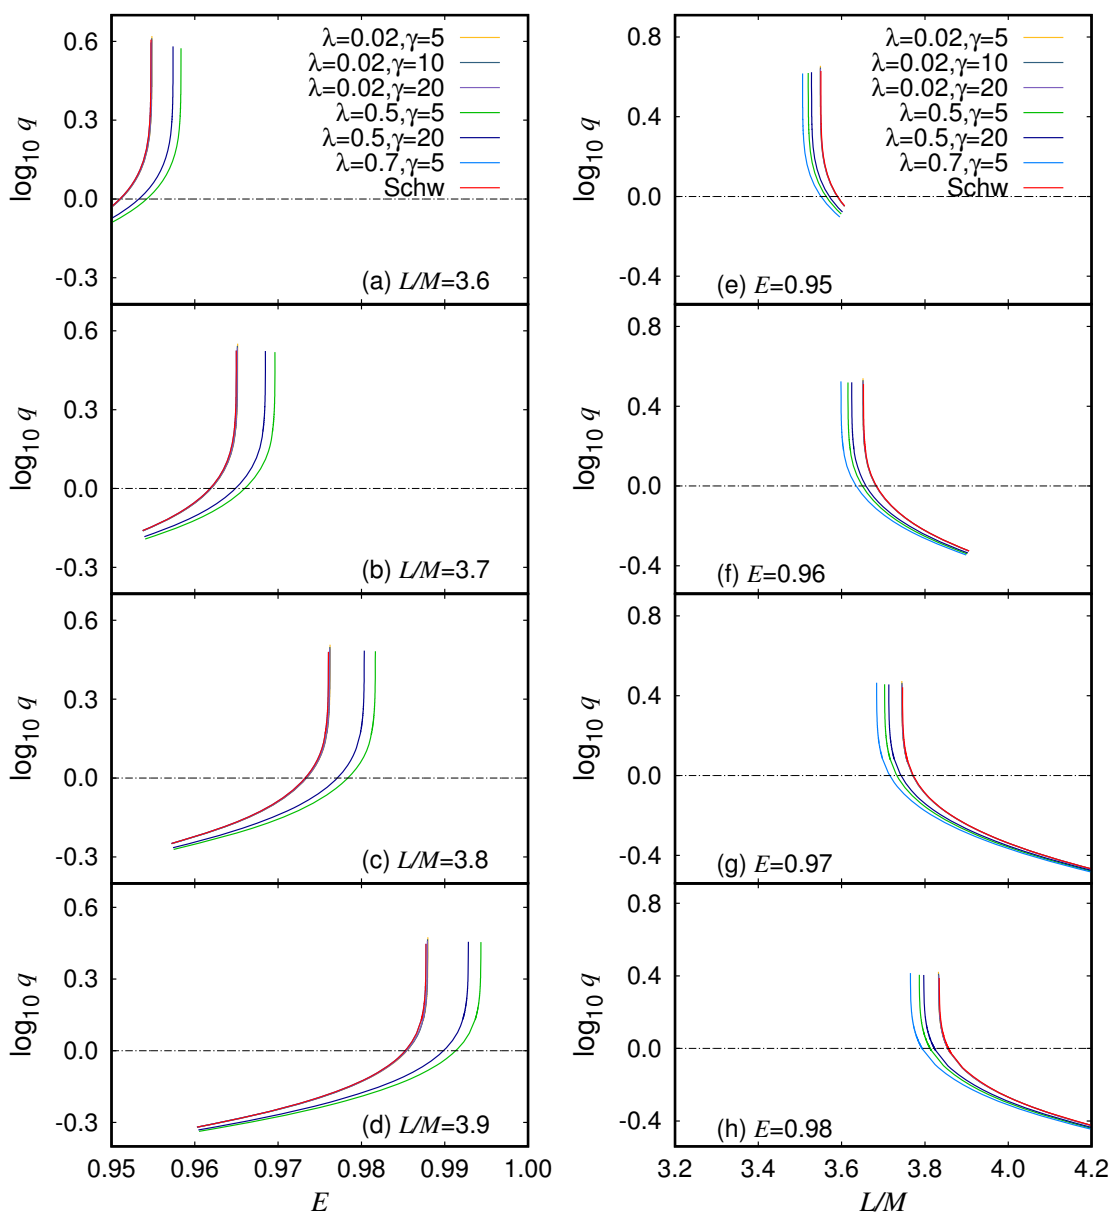 0.6
0.3
0.0
-0.3
log10 q
λ=0.02,γ=5
λ=0.02,γ=10
λ=0.02,γ=20
λ=0.5,γ=5
λ=0.5,γ=20
λ=0.7,γ=5
Schw
(a) L/M=3.6
0.8
0.4
0.0
-0.4
log10 q
λ=0.02,γ=5
λ=0.02,γ=10
λ=0.02,γ=20
λ=0.5,γ=5
λ=0.5,γ=20
λ=0.7,γ=5
Schw
(e) E=0.95
0.6
0.3
0.0
-0.3
log10 q
(b) L/M=3.7
0.8
0.4
0.0
-0.4
log10 q
(f) E=0.96
0.6
0.3
0.0
-0.3
log10 q
(c) L/M=3.8
0.8
0.4
0.0
-0.4
log10 q
(g) E=0.97
0.6
0.3
0.0
-0.3
log10 q
(d) L/M=3.9
0.95 0.96 0.97 0.98 0.99 1.00
E
0.8
0.4
0.0
-0.4
log10 q
(h) E=0.98
3.2 3.4 3.6 3.8 4.0 4.2
L/M